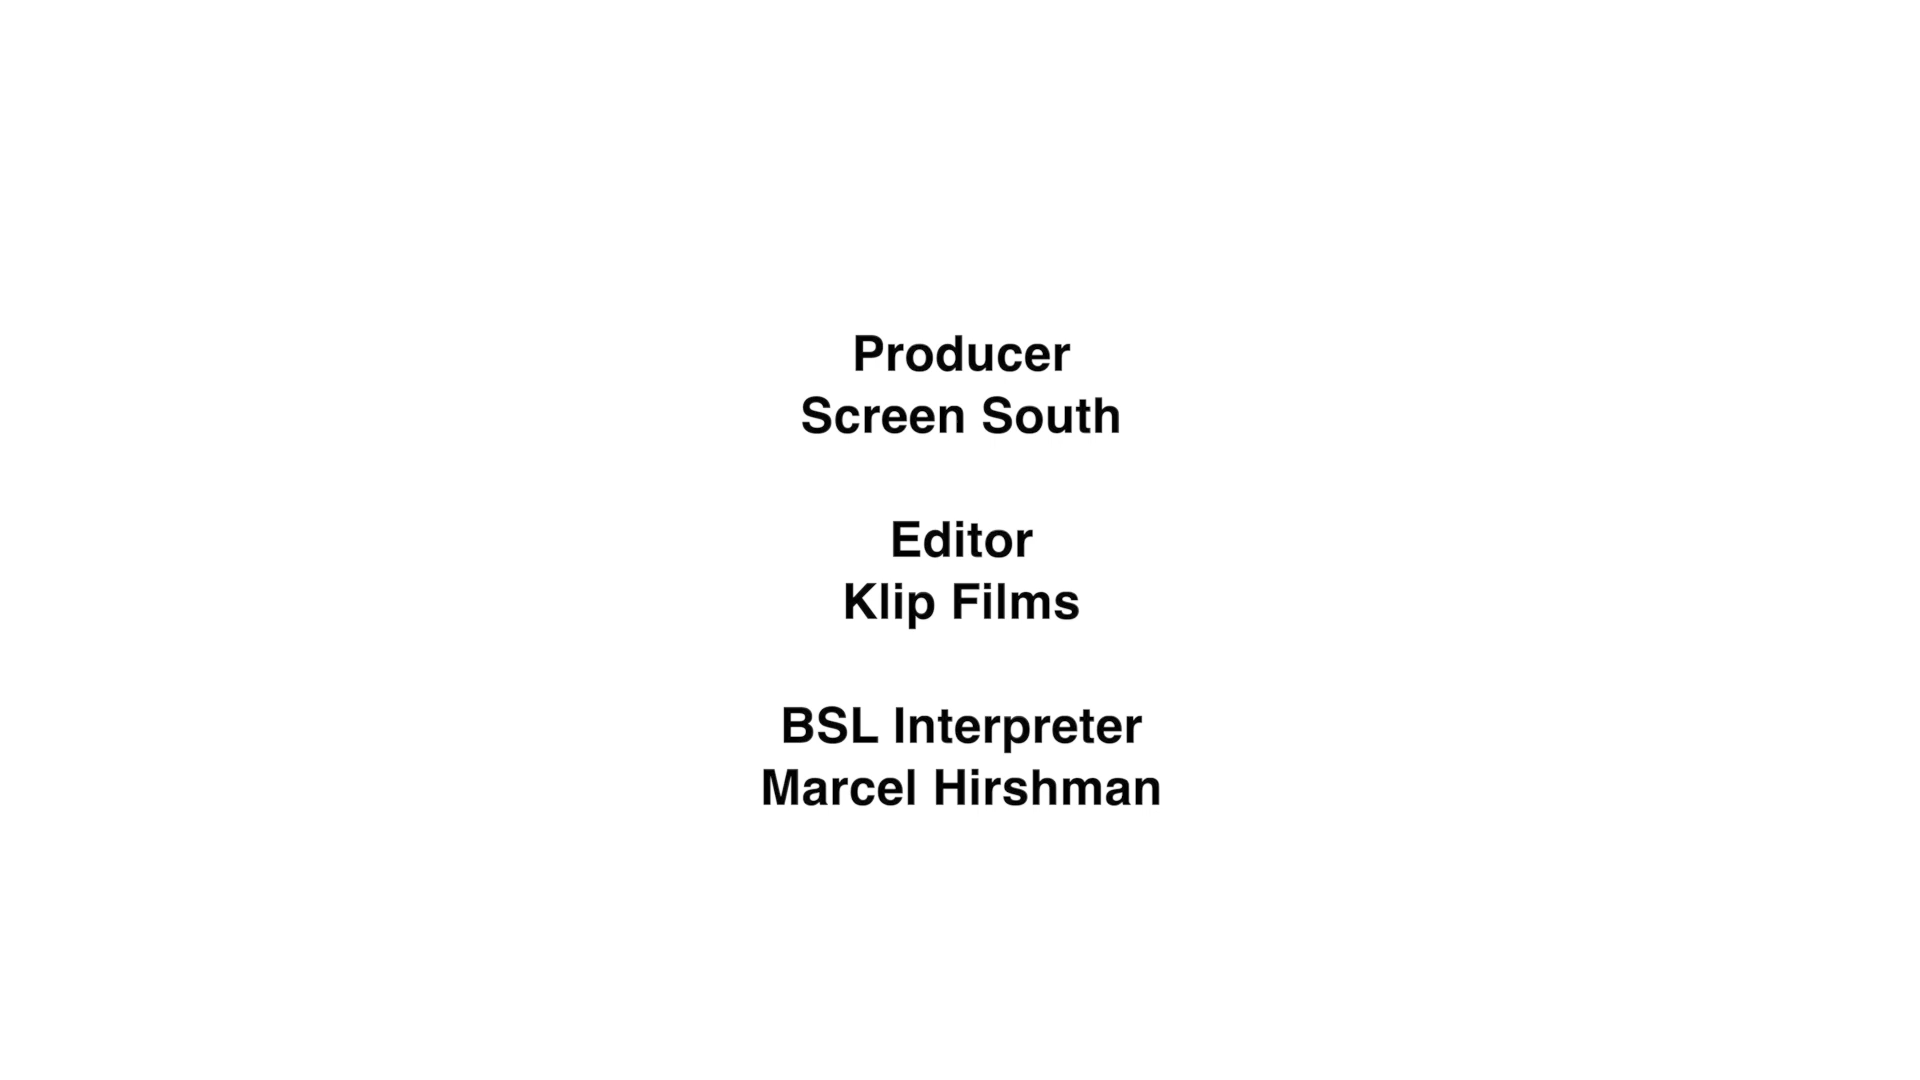 Producer
Screen South
Editor
Klip Films
BSL Interpreter
Marcel Hirshman